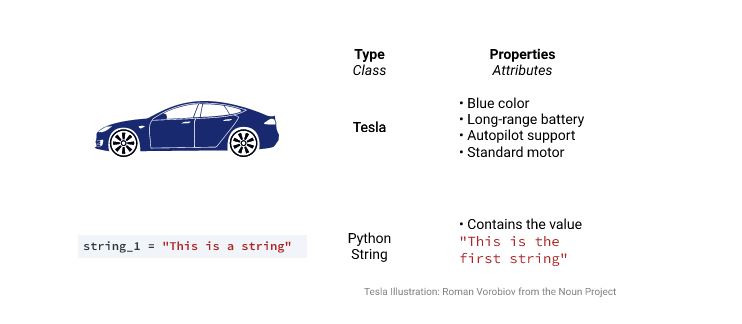 Type
Class
Properties
Attributes
Tesla
• Blue color
• Long-range battery
• Autopilot support
• Standard motor
string_1 = "This is a string"
Python
String
• Contains the value
"This is the
first string"
Tesla Illustration: Roman Vorobiov from the Noun Project